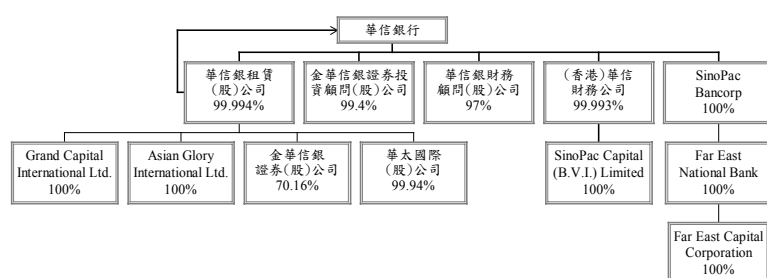 華信銀行
華信銀租賃
(股)公司
99.994%
金華信銀證券投
資顧問(股)公司
99.4%
華信銀財務
顧問(股)公司
97%
(香港)華信
財務公司
99.993%
SinoPac
Bancorp
100%
Grand Capital
International Ltd.
100%
Asian Glory
International Ltd.
100%
金華信銀
證券(股)公司
70.16%
華太國際
(股)公司
99.94%
SinoPac Capital
(B.V.I.) Limited
100%
Far East
National Bank
100%
Far East Capital
Corporation
100%